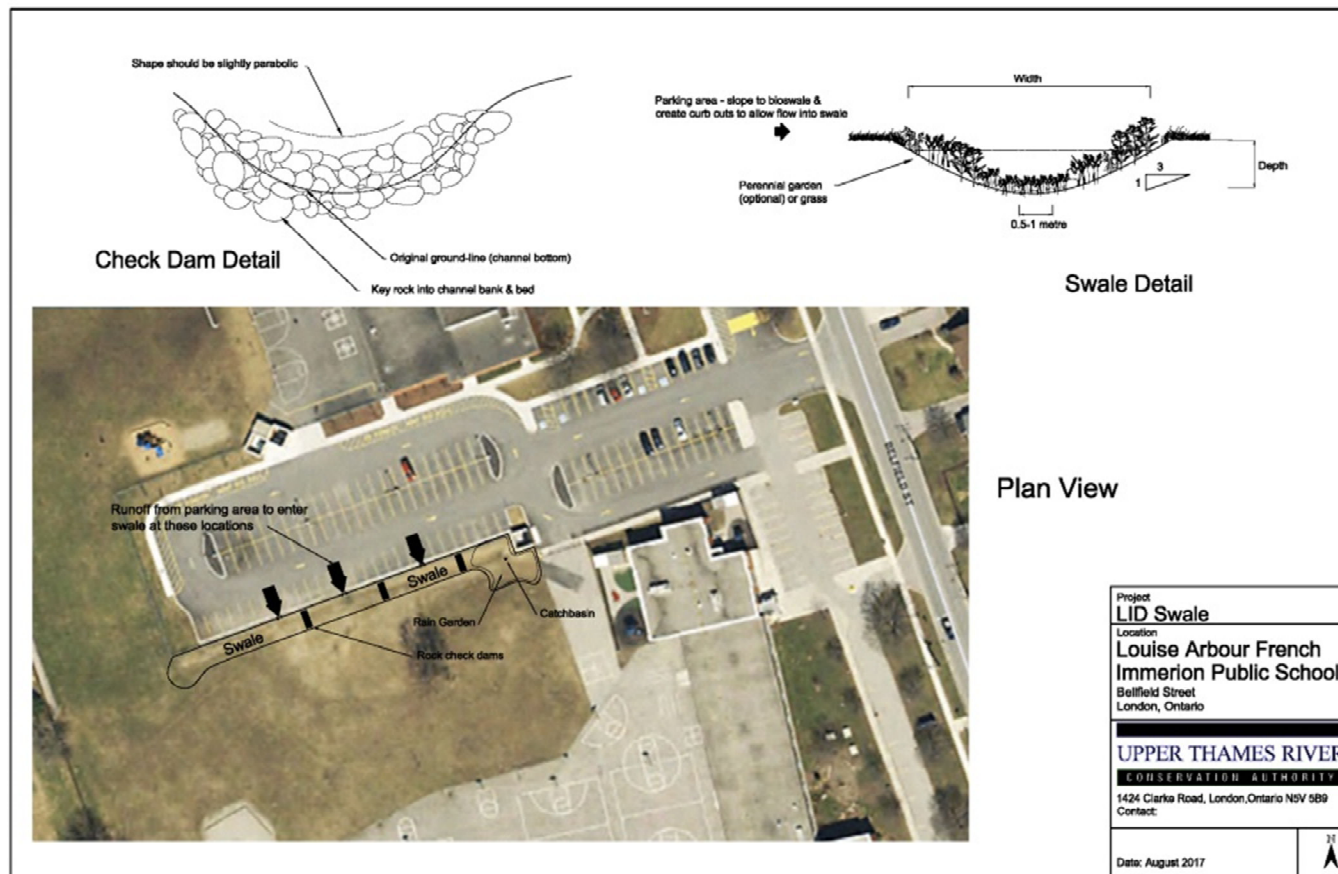 Shape should be slightly parabolic
Original ground-line (channel bottom)
Key rock into channel bank & bed
Check Dam Detail
Width
Parking area - slope to bioswale &
create curb cuts to allow flow into swale
Perennial garden
(optional) or grass
3
1
Depth
0.5-1 metre
Swale Detail
BELFIELD ST
Runoff from parking area to enter
swale at these locations
Swale
Swale
Catchbasin
Rain Garden
Rock check dams
Plan View
Project
LID Swale
Location
Louise Arbour French
Immerion Public School
Bellfield Street
London, Ontario
UPPER THAMES RIVER
CONSERVATION AUTHORITY
1424 Clarke Road, London,Ontario N5V 5B9
Contact:
Date: August 2017
N